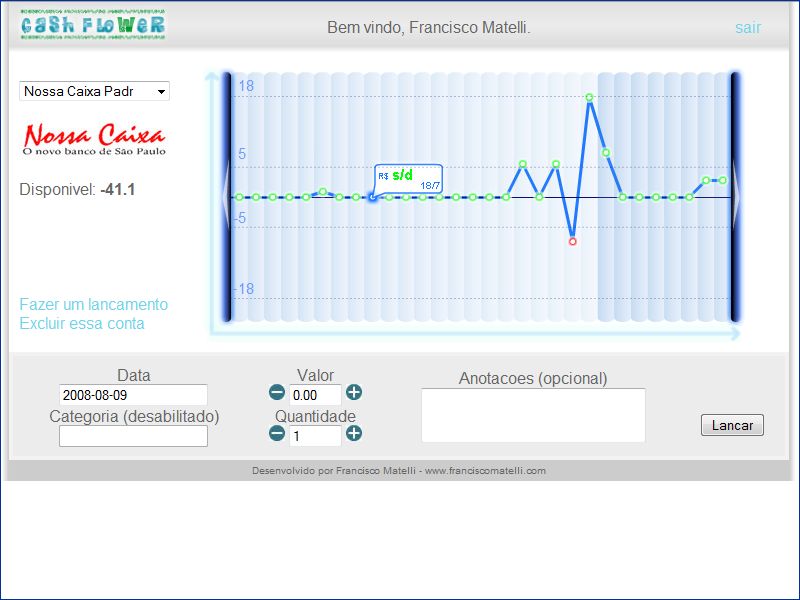 CASH FLOWER
Bem vindo, Francisco Matelli.
sair
Nossa Caixa Padr
Nossa Caixa
O novo banco de São Paulo
Disponivel: -41.1
Fazer um lancamento
Excluir essa conta
18
5
-5
-18
R$ s/d
18/7
Data
2008-08-09
Categoria (desabilitado)
Valor
0.00
Quantidade
1
Anotacoes (opcional)
Lancar
Desenvolvido por Francisco Matelli - www.franciscomatelli.com